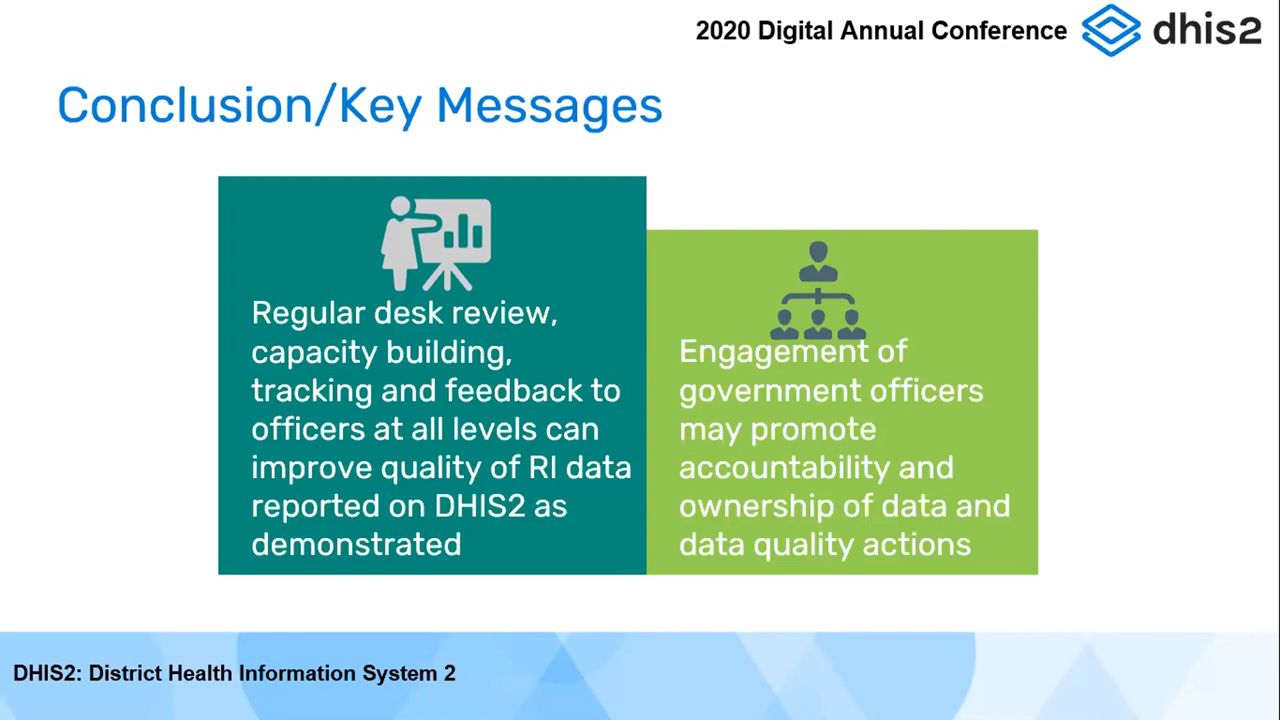 2020 Digital Annual Conference
dhis2
Conclusion/Key Messages
Regular desk review,
capacity building,
tracking and feedback to
officers at all levels can
improve quality of RI data
reported on DHIS2 as
demonstrated
Engagement of
government officers
may promote
accountability and
ownership of data and
data quality actions
DHIS2: District Health Information System 2